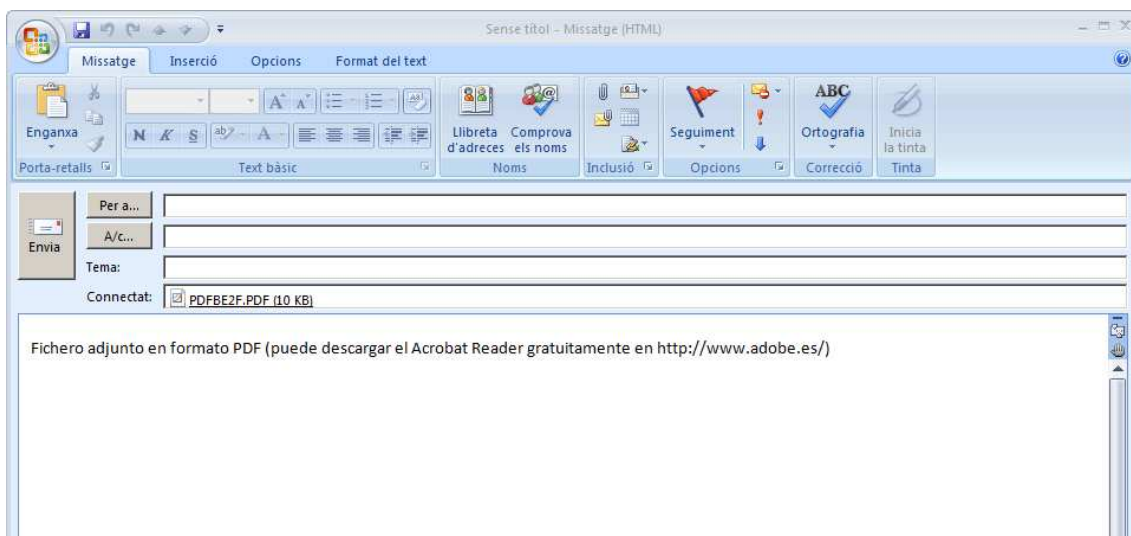 Sense títol - Missatge (HTML)
Missatge Inserció Opcions Format del text
Enganxa
N K S ab A
A A
Llibreta d'adreces
Comprova els noms
Seguiment
ABC
Ortografia
Inicia la tinta
Porta-retalls Text bàsic Noms Inclusió Opcions Correcció Tinta
Envia
Per a...
A/c...
Tema:
Connectat: PDFBE2F.PDF (10 KB)
Fichero adjunto en formato PDF (puede descargar el Acrobat Reader gratuitamente en http://www.adobe.es/)